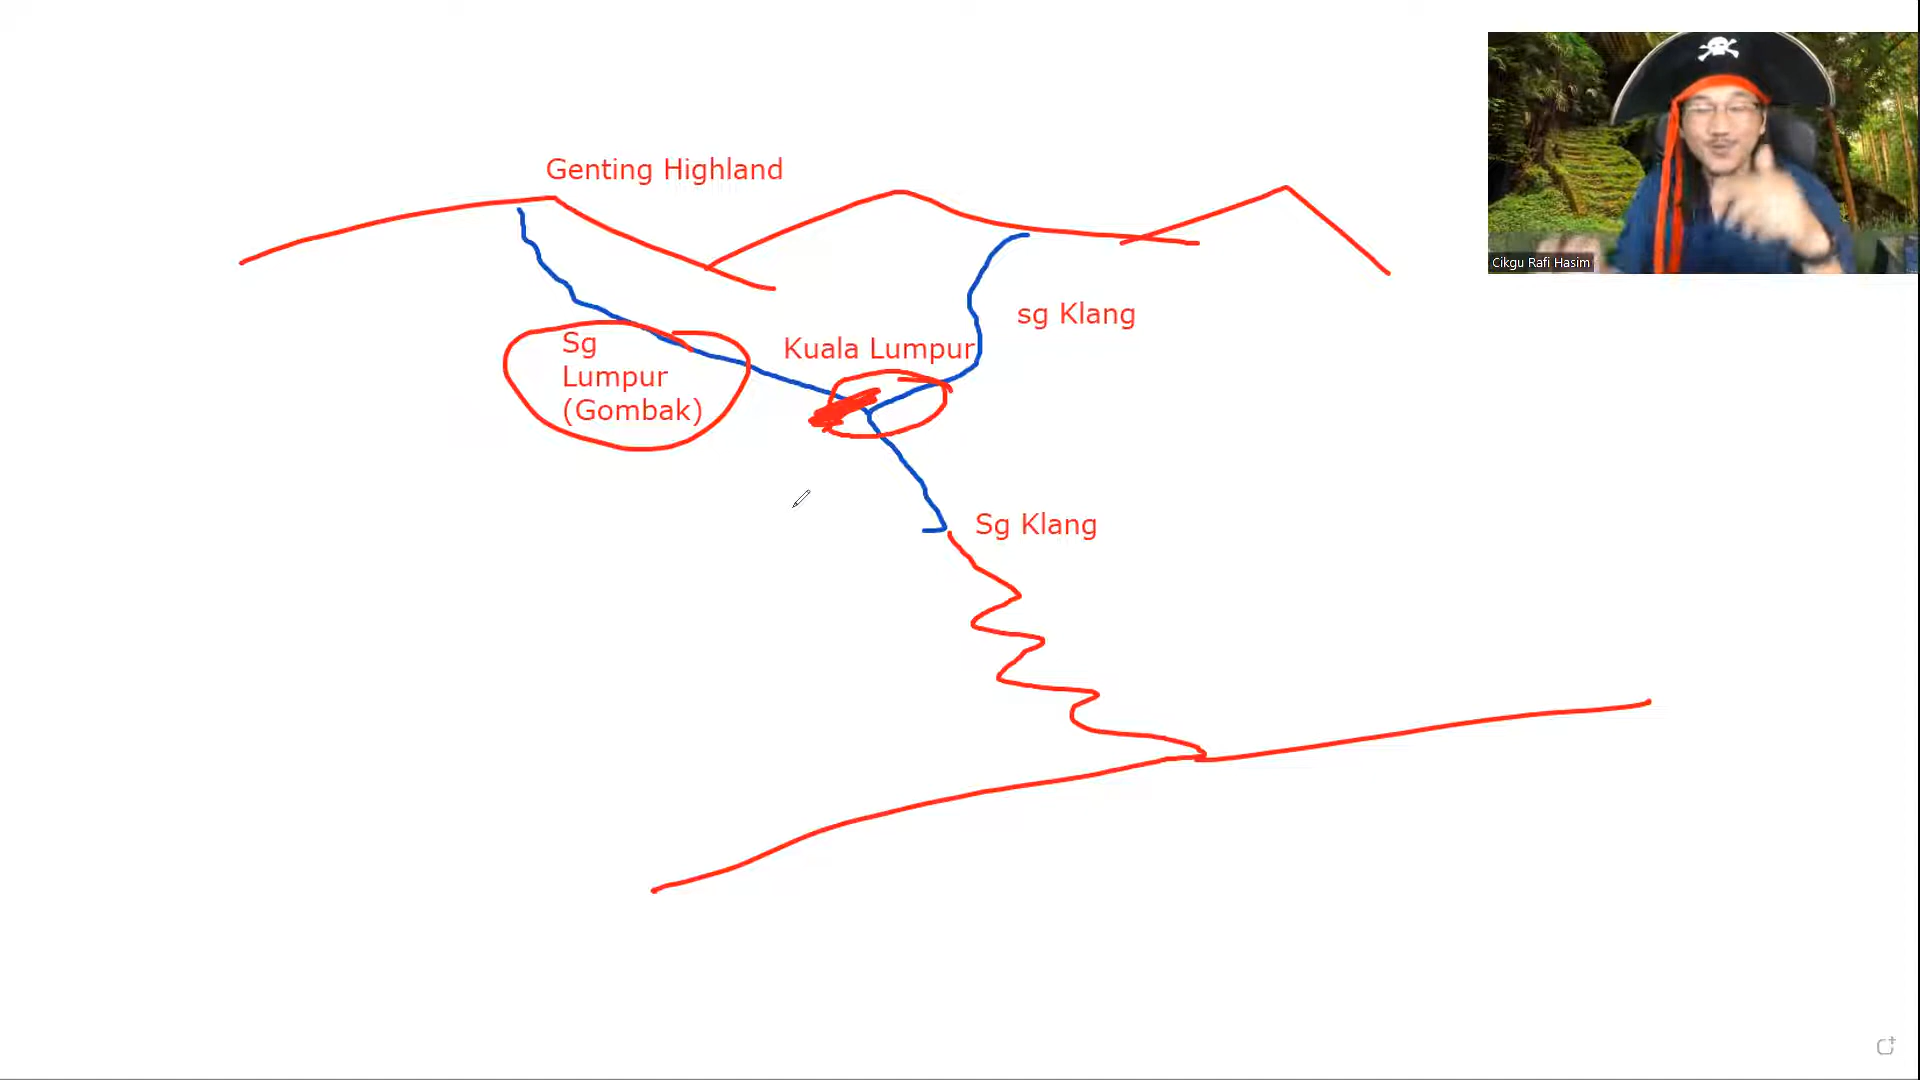 Genting Highland
sg Klang
Sg
Lumpur
(Gombak)
Kuala Lumpur
Sg Klang
Cikgu Rafi Hasim